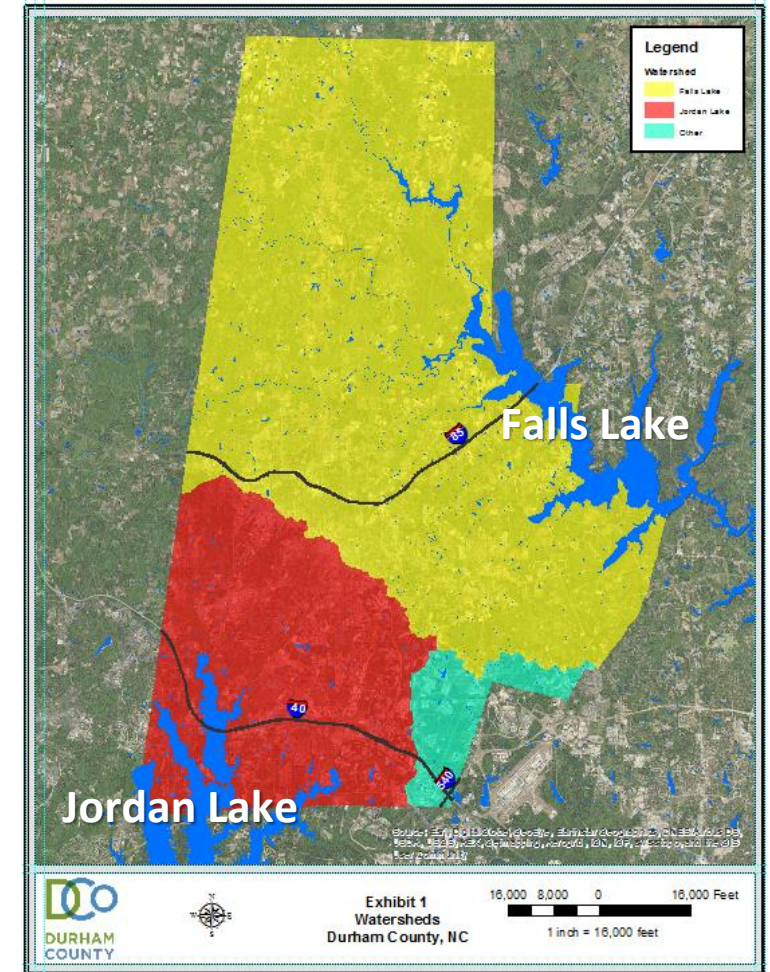 Legend
Watershed
Falls Lake
Jordan Lake
Other
85
Falls Lake
40
540
Jordan Lake
DCo
DURHAM
COUNTY
N
W E
S
Exhibit 1
Watersheds
Durham County, NC
16,000 8,000 0 16,000 Feet
1 inch = 16,000 feet